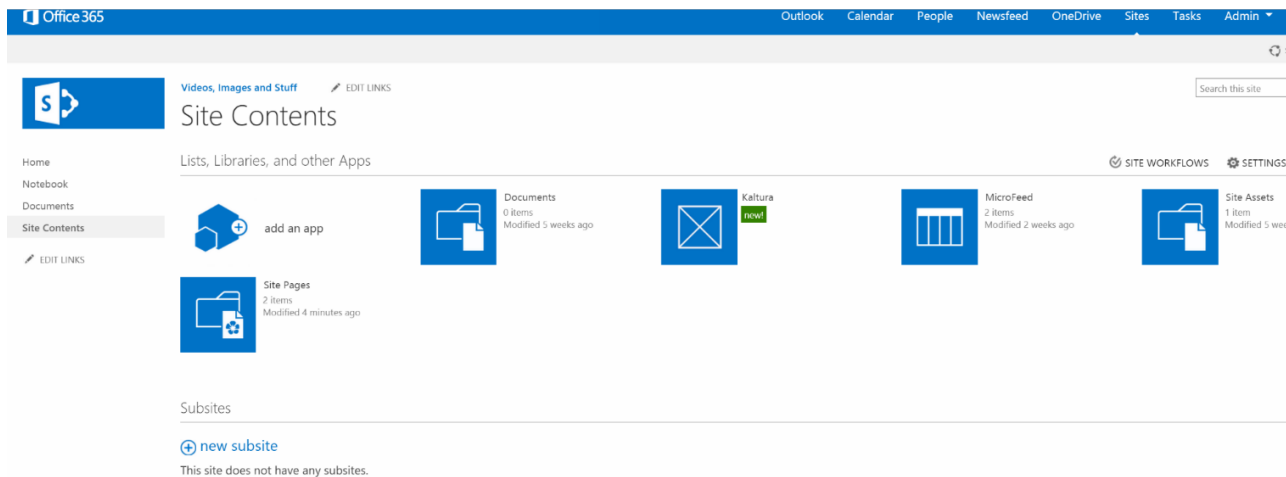 Office 365
Outlook Calendar People Newsfeed OneDrive Sites Tasks Admin
Videos, Images and Stuff EDIT LINKS
Search this site
Site Contents
Home
Notebook
Documents
Site Contents
EDIT LINKS
Lists, Libraries, and other Apps
SITE WORKFLOWS SETTINGS
add an app
Documents
0 items
Modified 5 weeks ago
Kaltura
new!
MicroFeed
2 items
Modified 2 weeks ago
Site Assets
1 item
Modified 5 wee
Site Pages
2 items
Modified 4 minutes ago
Subsites
new subsite
This site does not have any subsites.